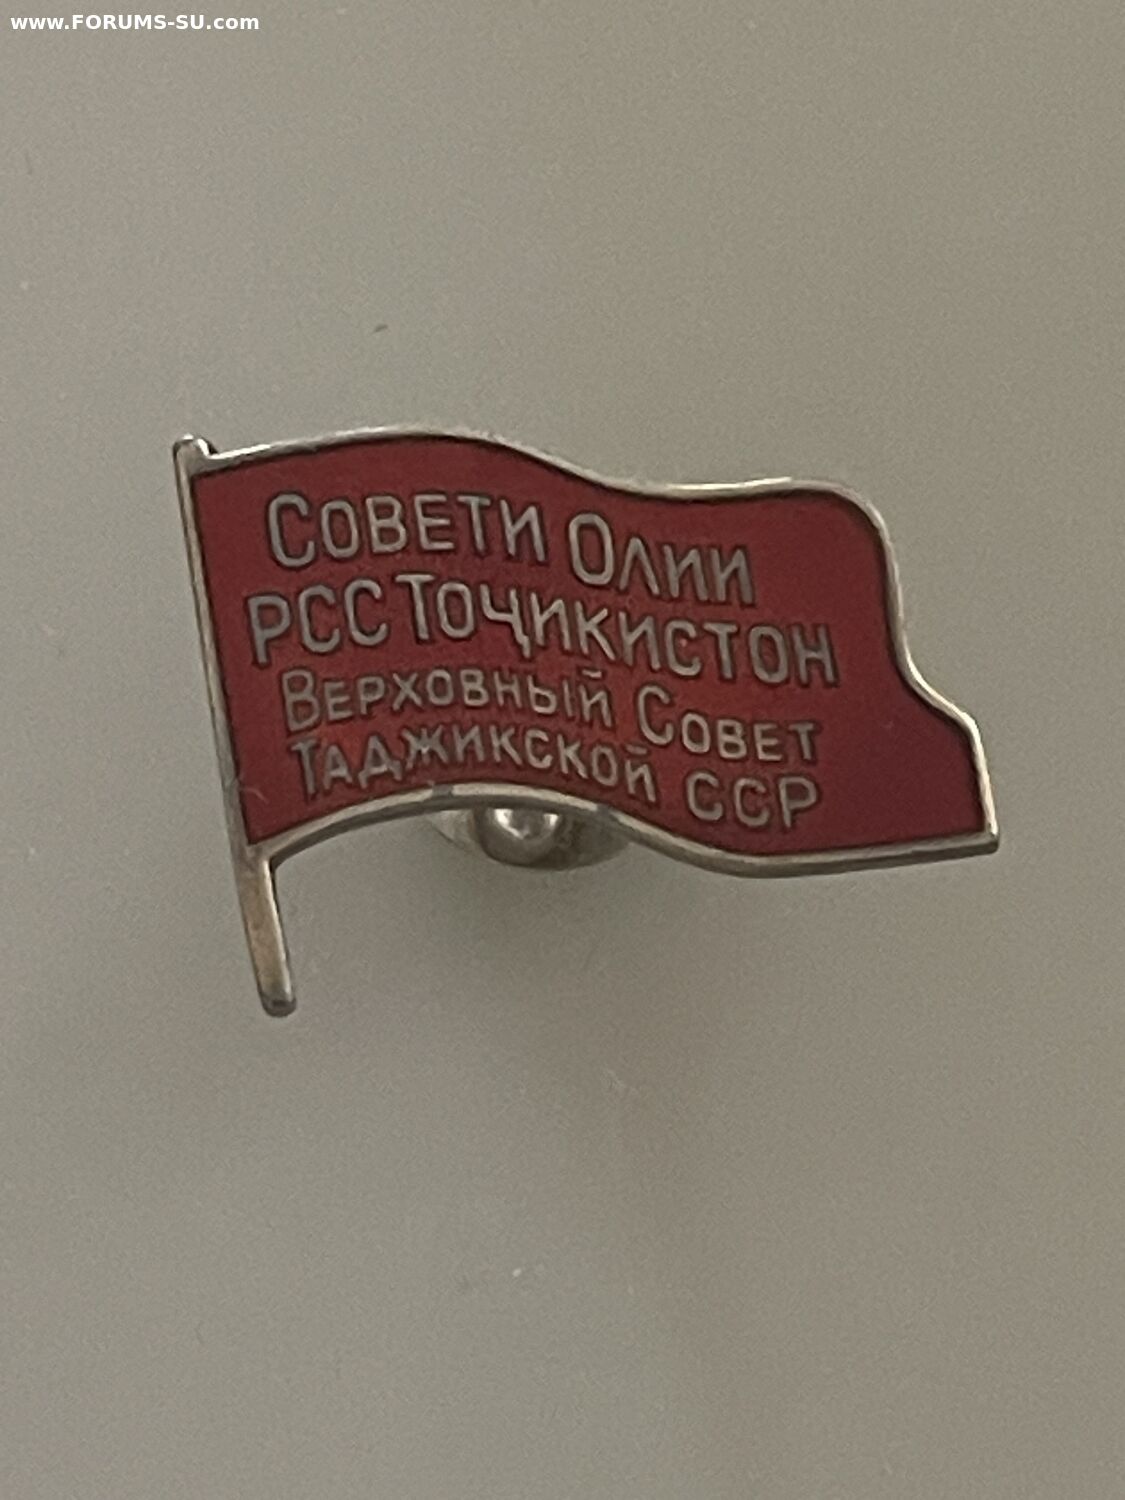 www.FORUMS-SU.com
СОВЕТИ ОЛИИ
РСС ТОҶИКИСТОН
ВЕРХОВНЫЙ СОВЕТ
ТАДЖИКСКОЙ ССР